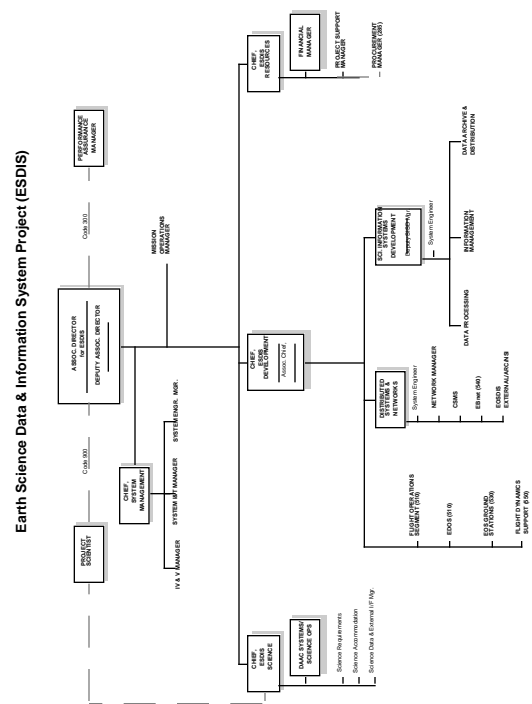 Earth Science Data & Information System Project (ESDIS)
PROJECT
SCIENTIST
Code 900
ASSOC. DIRECTOR
for ESDIS
DEPUTY ASSOC. DIRECTOR
Code 300
PERFORMANCE
ASSURANCE
MANAGER
CHIEF,
SYSTEM
MANAGEMENT
IV & V MANAGER
SYSTEM I&T MANAGER
SYSTEM ENGR. MGR.
MISSION
OPERATIONS
MANAGER
CHIEF,
ESDIS
SCIENCE
DAAC SYSTEMS/
SCIENCE OPS
Science Requirements
Science Accommodation
Science Data & External I/F Mgr.
CHIEF,
ESDIS
DEVELOPMENT
Assoc. Chief,
FLIGHT OPERATIONS
SEGMENT (510)
EDOS (510)
EOS GROUND
STATIONS (530)
FLIGHT DYNAMICS
SUPPORT (550)
DISTRIBUTED
SYSTEMS &
NETWORKS
System Engineer
NETWORK MANAGER
CSMS
EBnet (540)
EOSDIS
EXTERNAL/ARCENSI
SCI. INFORMATION
SYSTEMS
DEVELOPMENT
System Engineer
DATA PROCESSING
INFORMATION
MANAGEMENT
DATA ARCHIVE &
DISTRIBUTION
CHIEF,
ESDIS
RESOURCES
FINANCIAL
MANAGER
PROJECT SUPPORT
MANAGER
PROCUREMENT
MANAGER (286)